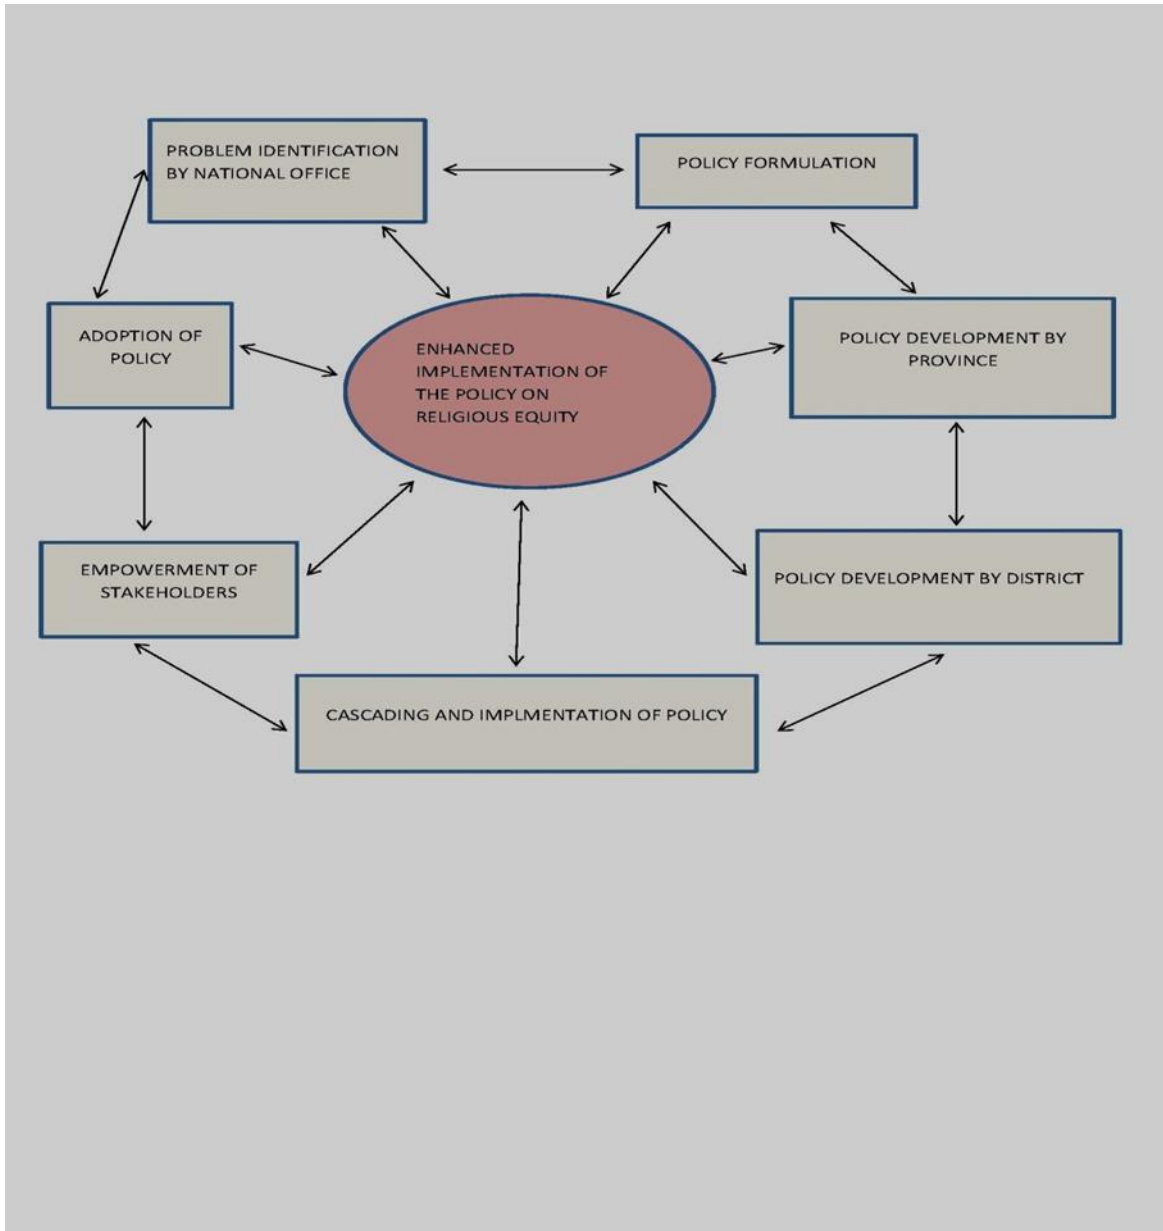 PROBLEM IDENTIFICATION
BY NATIONAL OFFICE
POLICY FORMULATION
ADOPTION OF
POLICY
ENHANCED
IMPLEMENTATION OF
THE POLICY ON
RELIGIOUS EQUITY
POLICY DEVELOPMENT BY
PROVINCE
EMPOWERMENT OF
STAKEHOLDERS
POLICY DEVELOPMENT BY DISTRICT
CASCADING AND IMPLMENTATION OF POLICY